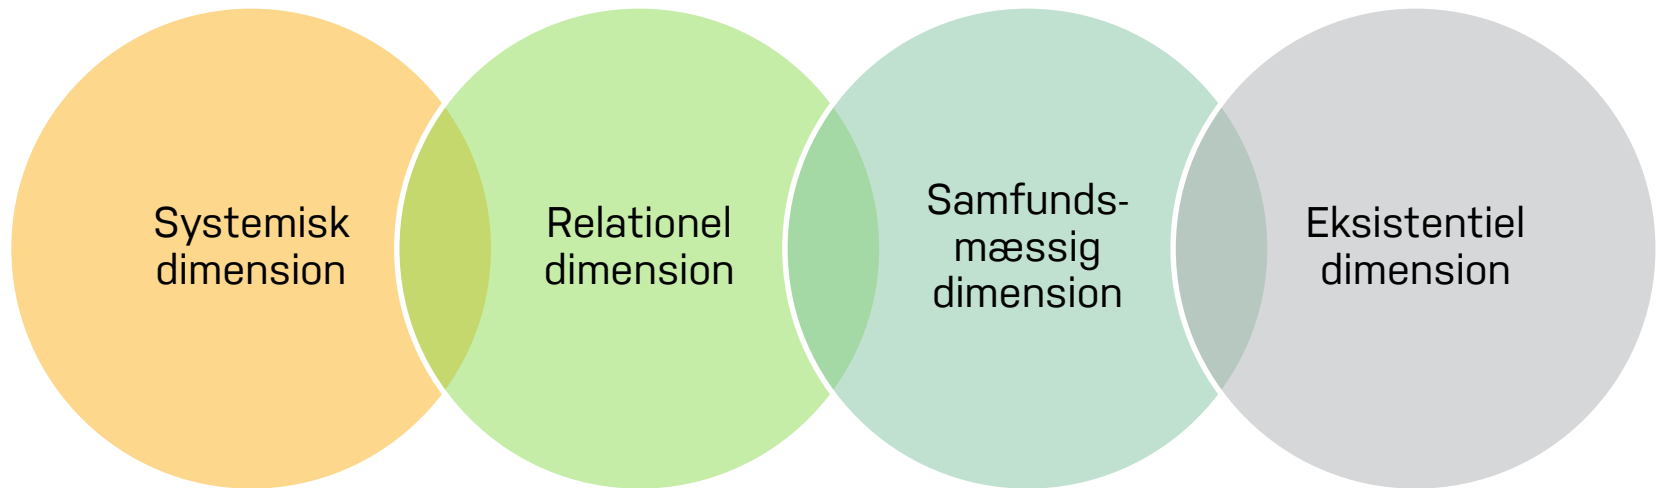 Systemisk
dimension
Relationel
dimension
Samfunds-
mæssig
dimension
Eksistentiel
dimension